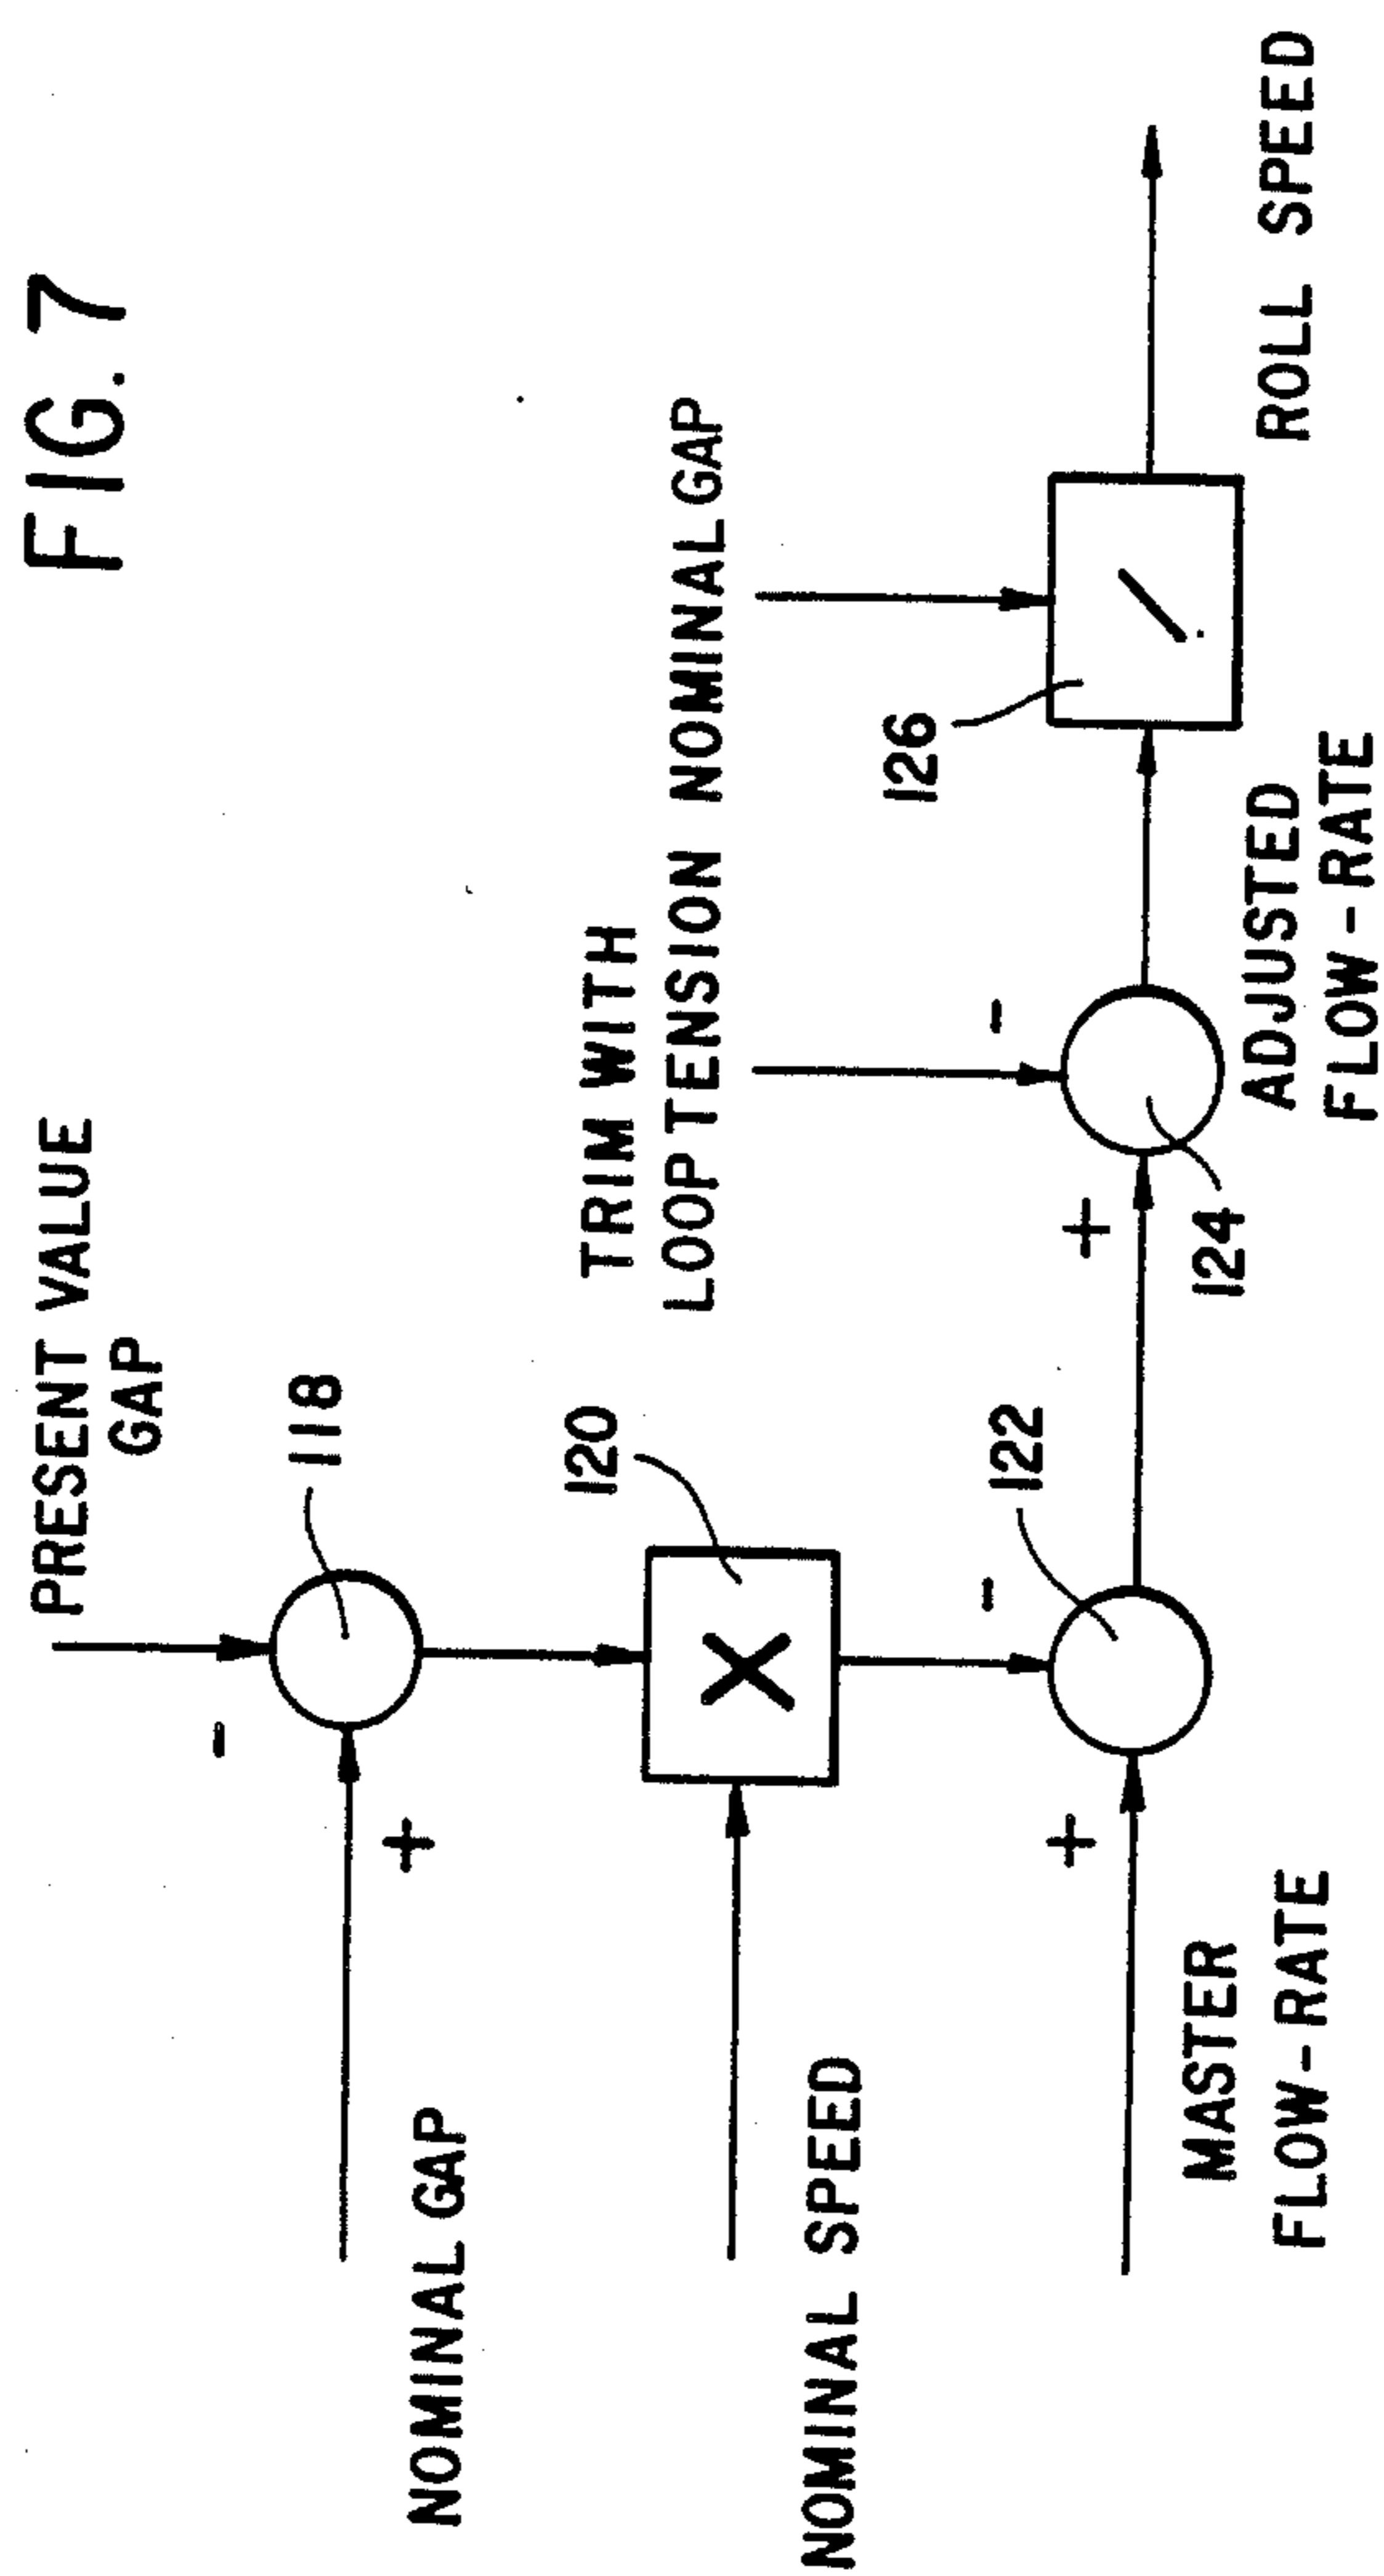 FIG. 7
PRESENT VALUE
GAP
-
118
NOMINAL GAP
+
120
X
NOMINAL SPEED
TRIM WITH
LOOP TENSION
NOMINAL GAP
126
/
-
122
+
MASTER
FLOW-RATE
-
+
124
ADJUSTED
FLOW-RATE
ROLL SPEED